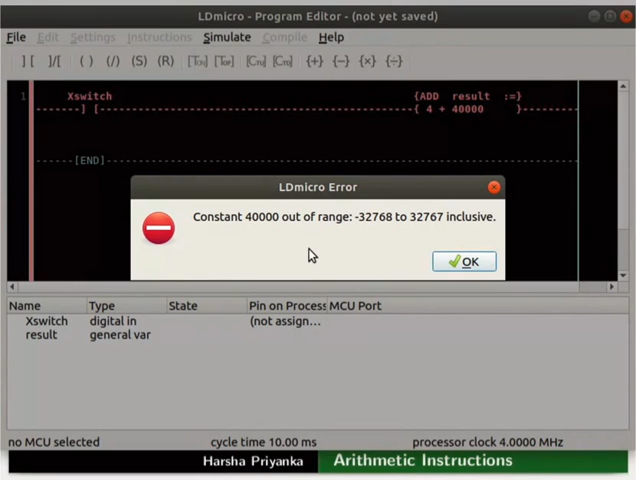 LDmicro - Program Editor - (not yet saved)
File Edit Settings Instructions Simulate Compile Help
] [ ]/[ ( ) (/) (S) (R) [Ton] [Tof] {+} {−} {×} {÷}
1 Xswitch {ADD result :=}
------] [------{ 4 + 40000 }------
-----[END]-----
LDmicro Error
Constant 40000 out of range: -32768 to 32767 inclusive.
OK
Name Type State Pin on Process MCU Port
Xswitch digital in (not assign...
result general var
no MCU selected cycle time 10.00 ms processor clock 4.0000 MHz
Harsha Priyanka Arithmetic Instructions